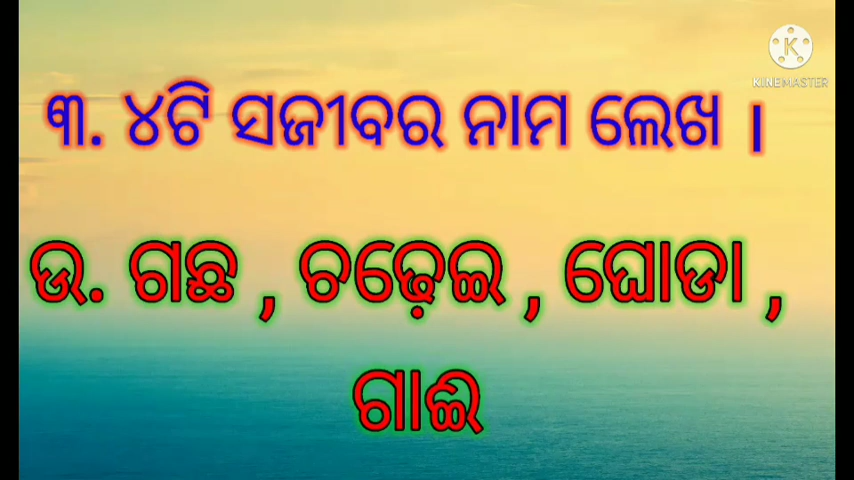 ୩. ୪ଟି ସଜୀବର ନାମ ଲେଖ ।
ଉ. ଗଛ , ଚଢ଼େଇ , ଘୋଡା ,
ଗାଈ
K
KINEMASTER